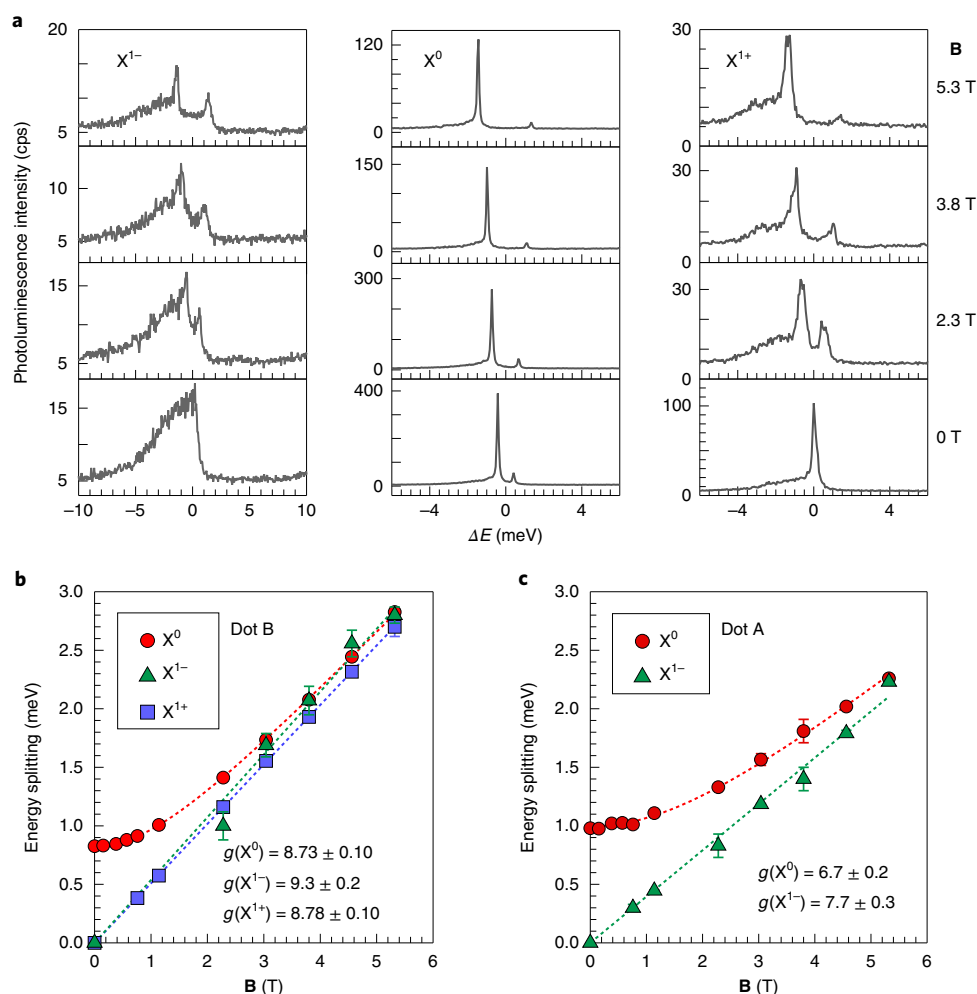 a
X¹⁻ X⁰ X¹⁺ B
20 5
120 0
30 0
5.3 T
10 5
150 0
30 0
3.8 T
15 5
300 0
30 0
2.3 T
15 5
400 0
100 0
0 T
Photoluminescence intensity (cps)
−10 −5 0 5 10
−4 0 4
−4 0 4
ΔE (meV)
b
Dot B
X⁰
X¹⁻
X¹⁺
g(X⁰) = 8.73 ± 0.10
g(X¹⁻) = 9.3 ± 0.2
g(X¹⁺) = 8.78 ± 0.10
3.0
2.5
2.0
1.5
1.0
0.5
0.0
Energy splitting (meV)
0 1 2 3 4 5 6
B (T)
c
Dot A
X⁰
X¹⁻
g(X⁰) = 6.7 ± 0.2
g(X¹⁻) = 7.7 ± 0.3
3.0
2.5
2.0
1.5
1.0
0.5
0.0
Energy splitting (meV)
0 1 2 3 4 5 6
B (T)